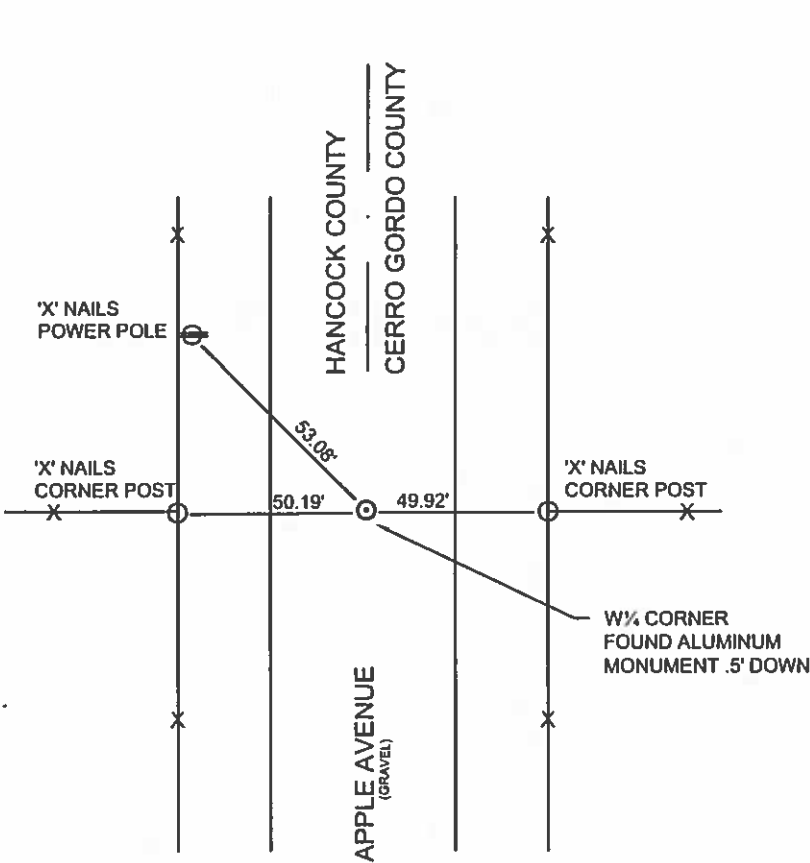 HANCOCK COUNTY
CERRO GORDO COUNTY
'X' NAILS
POWER POLE
53.08'
'X' NAILS
CORNER POST
50.19'
49.92'
'X' NAILS
CORNER POST
W¼ CORNER
FOUND ALUMINUM
MONUMENT .5' DOWN
APPLE AVENUE
(GRAVEL)